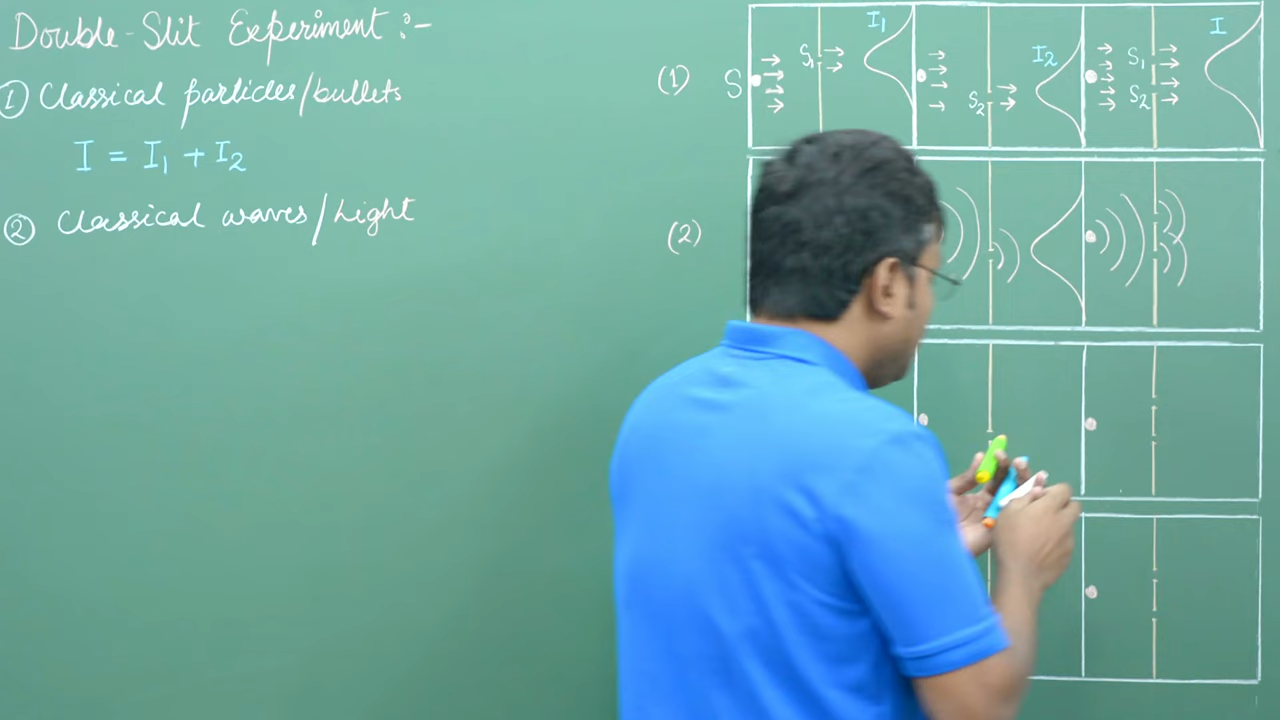 Double-Slit Experiment :-
① Classical particles/bullets
I = I₁ + I₂
② Classical waves/Light
(1) S S₁ I₁ S₂ I₂ S₁ S₂ I
(2)